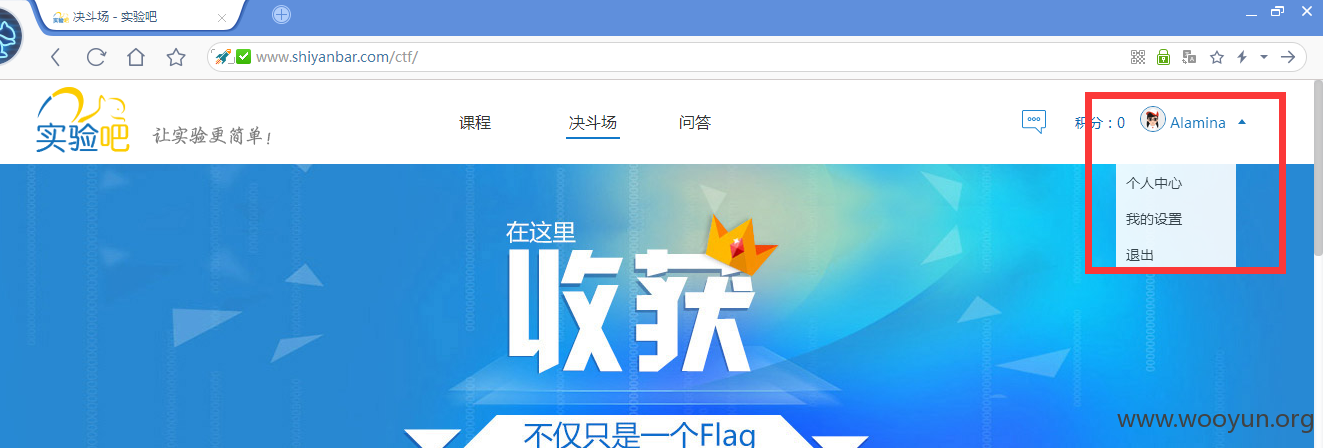 决斗场 - 实验吧
www.shiyanbar.com/ctf/
实验吧 让实验更简单!
课程 决斗场 问答
积分：0 Alamina
个人中心
我的设置
退出
在这里
收获
不仅只是一个Flag
www.wooyun.org